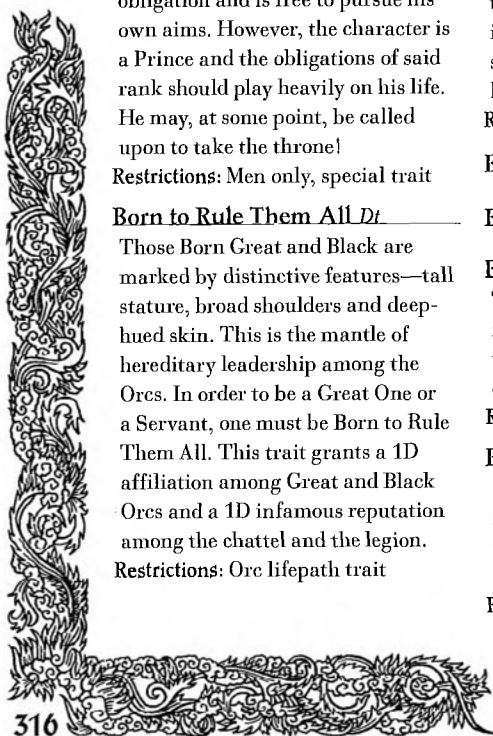 obligation and is free to pursue his
own aims. However, the character is
a Prince and the obligations of said
rank should play heavily on his life.
He may, at some point, be called
upon to take the throne!
Restrictions: Men only, special trait
Born to Rule Them All Dt
Those Born Great and Black are
marked by distinctive features—tall
stature, broad shoulders and deep-
hued skin. This is the mantle of
hereditary leadership among the
Orcs. In order to be a Great One or
a Servant, one must be Born to Rule
Them All. This trait grants a 1D
affiliation among Great and Black
Orcs and a 1D infamous reputation
among the chattel and the legion.
Restrictions: Orc lifepath trait
316